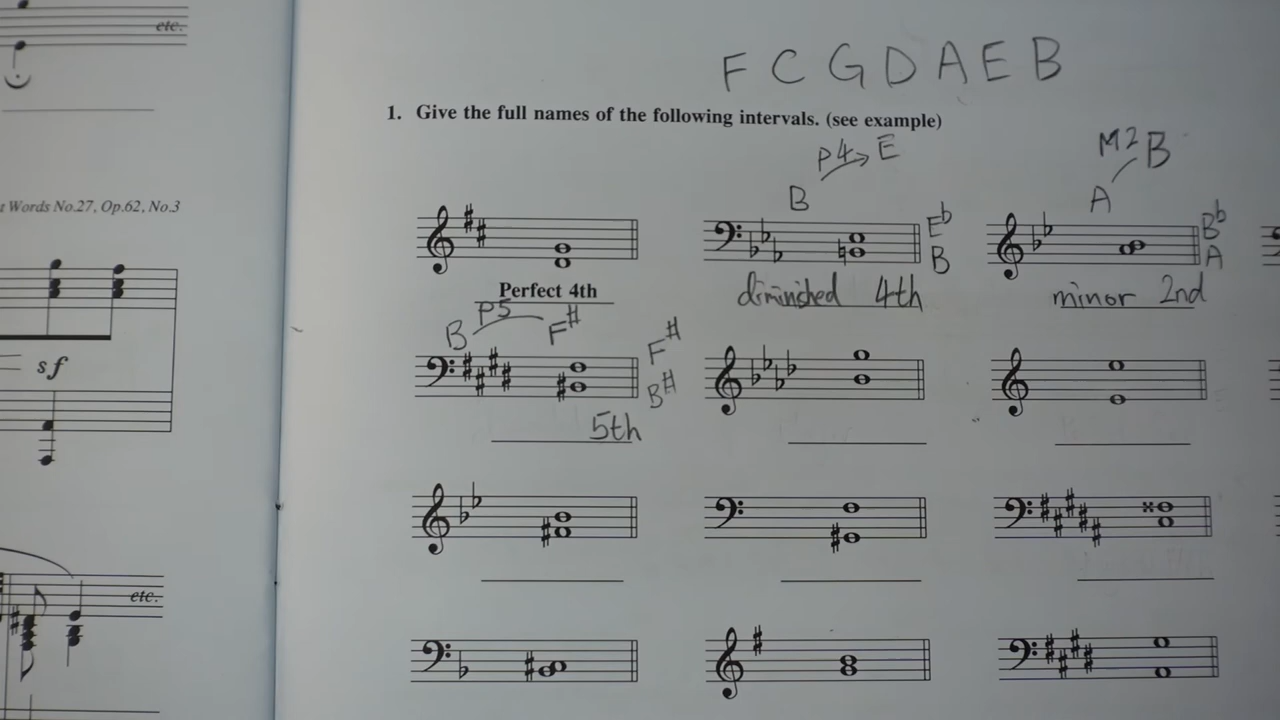 etc.
F C G D A E B
1. Give the full names of the following intervals. (see example)
P4 E
M2 B
B
A
t Words No.27, Op.62, No.3
E♭
B
B♭
A
Perfect 4th
diminished 4th
minor 2nd
P5
B F#
F#
B#
sf
5th
etc.